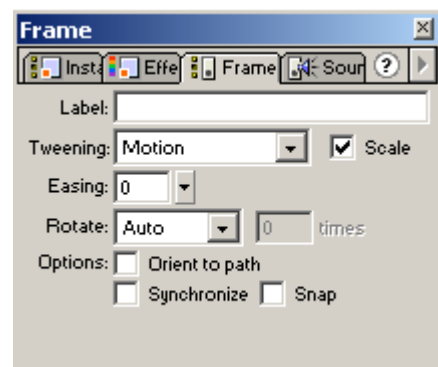 Frame
Insta Effe Frame Sour ?
Label:
Tweening: Motion Scale
Easing: 0
Rotate: Auto 0 times
Options: Orient to path
Synchronize Snap